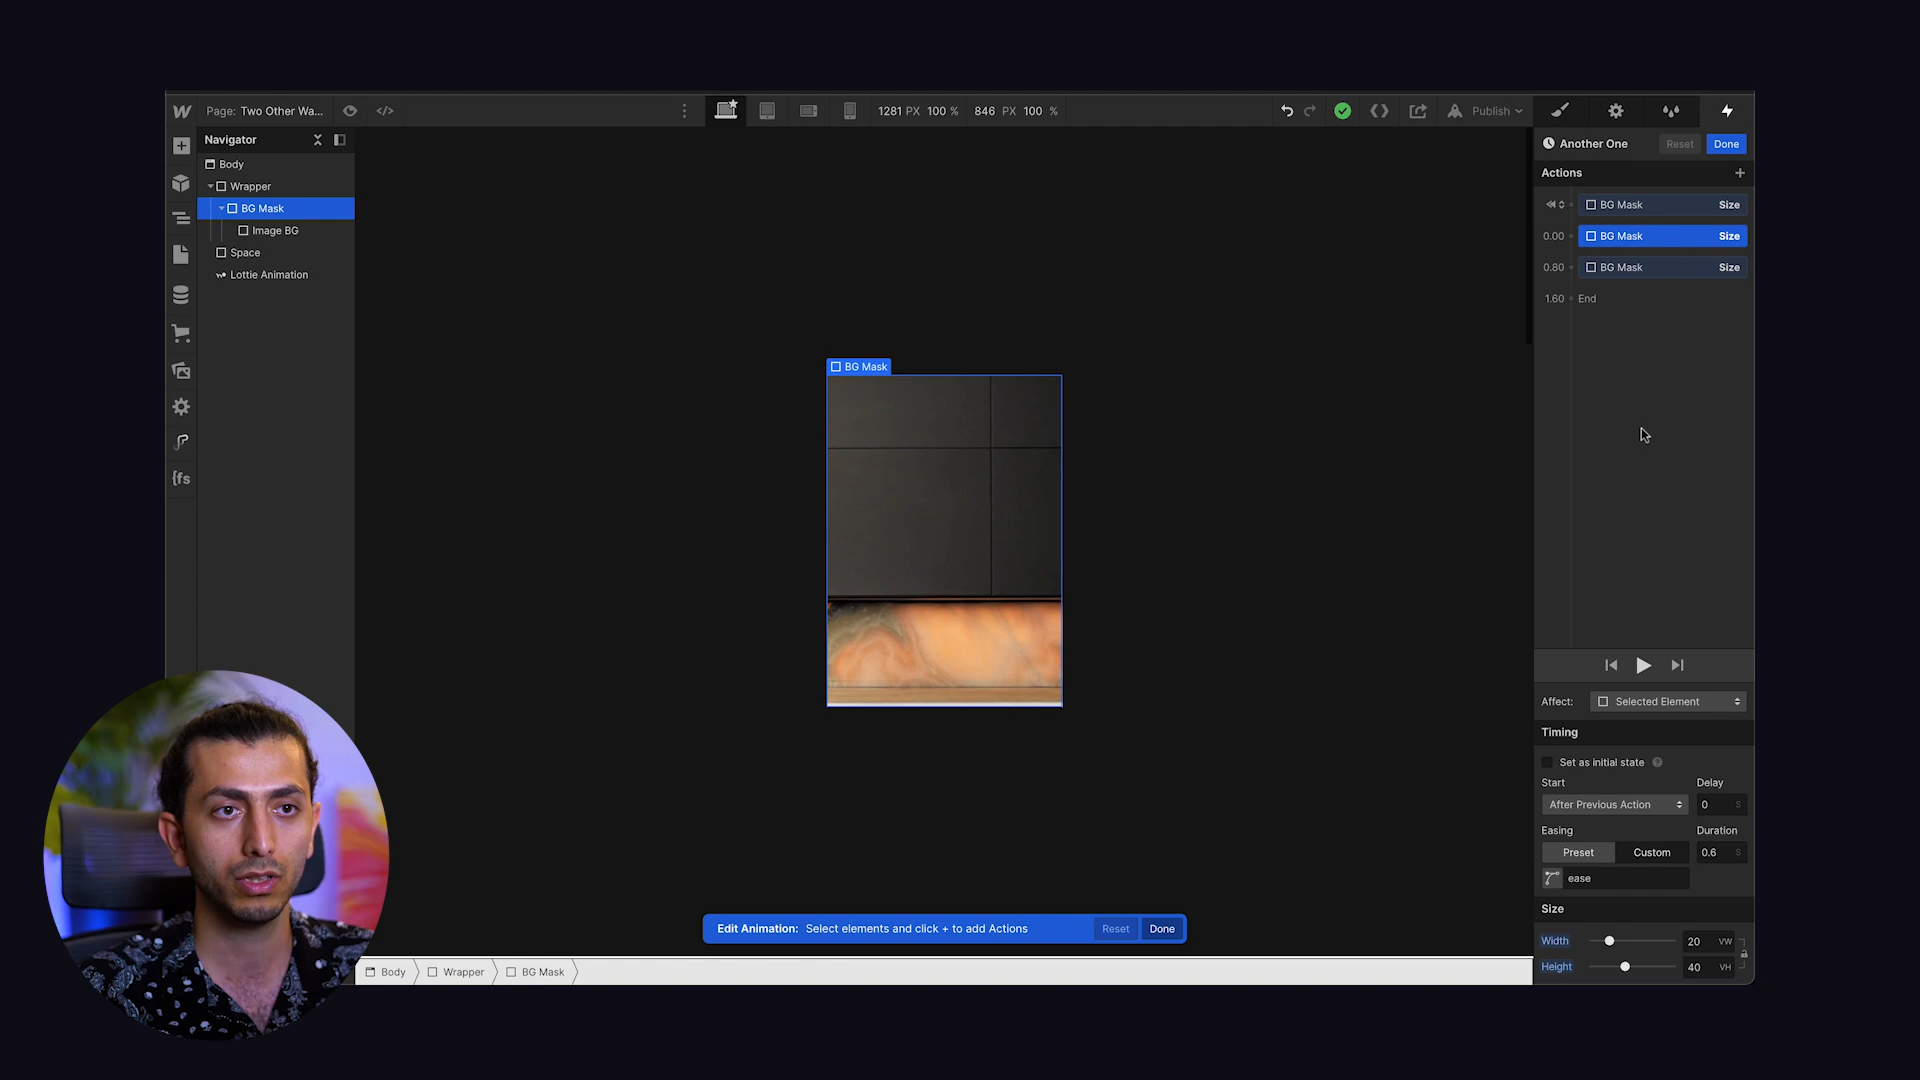 Page: Two Other Wa...
1281 PX 100 % 846 PX 100 %
Publish
Navigator
Body
Wrapper
BG Mask
Image BG
Space
Lottie Animation
{fs
BG Mask
Edit Animation: Select elements and click + to add Actions Reset Done
Body Wrapper BG Mask
Another One Reset Done
Actions +
BG Mask Size
0.00 BG Mask Size
0.80 BG Mask Size
1.60 End
Affect: Selected Element
Timing
Set as initial state ?
Start Delay
After Previous Action 0 S
Easing Duration
Preset Custom 0.6 S
ease
Size
Width 20 VW
Height 40 VH